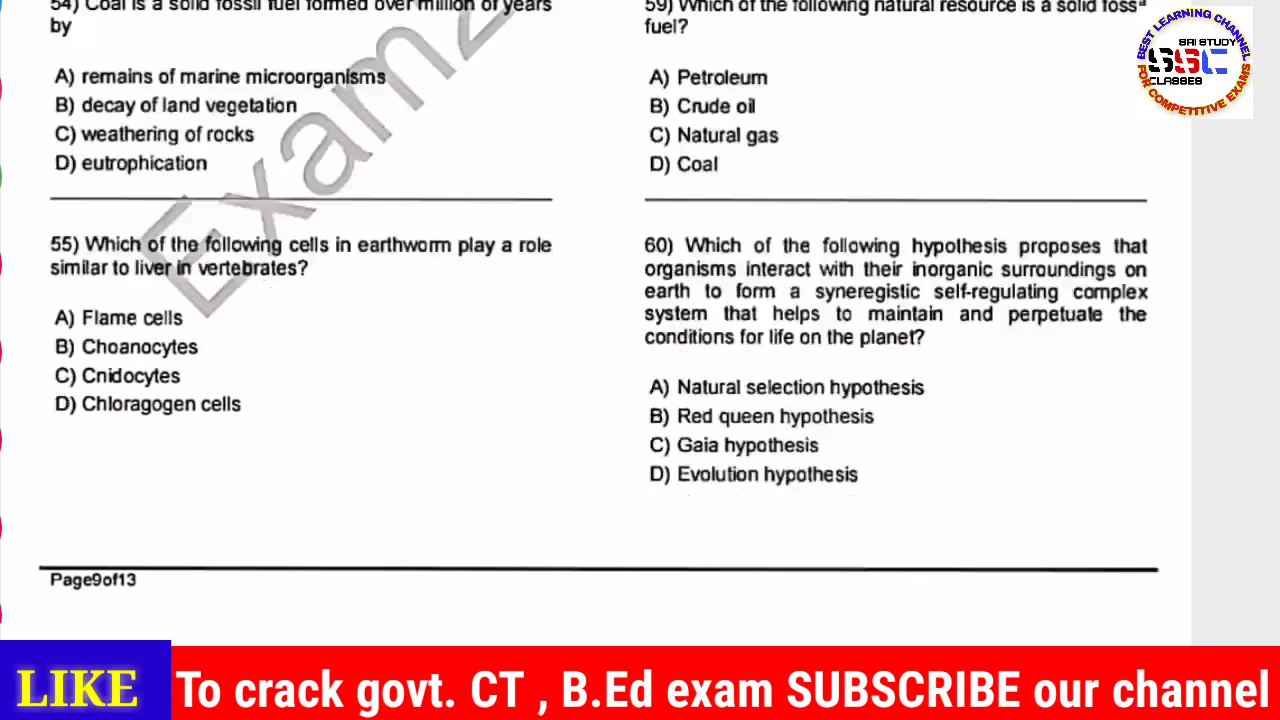 54) Coal is a solid fossil fuel formed over million of years
by
A) remains of marine microorganisms
B) decay of land vegetation
C) weathering of rocks
D) eutrophication
55) Which of the following cells in earthworm play a role
similar to liver in vertebrates?
A) Flame cells
B) Choanocytes
C) Cnidocytes
D) Chloragogen cells
59) Which of the following natural resource is a solid fossil
fuel?
A) Petroleum
B) Crude oil
C) Natural gas
D) Coal
60) Which of the following hypothesis proposes that
organisms interact with their inorganic surroundings on
earth to form a syneregistic self-regulating complex
system that helps to maintain and perpetuate the
conditions for life on the planet?
A) Natural selection hypothesis
B) Red queen hypothesis
C) Gaia hypothesis
D) Evolution hypothesis
Page9of13
BEST LEARNING CHANNEL
SRI STUDY
SSC
CLASSES
FOR COMPETITIVE EXAMS
LIKE
To crack govt. CT , B.Ed exam SUBSCRIBE our channel